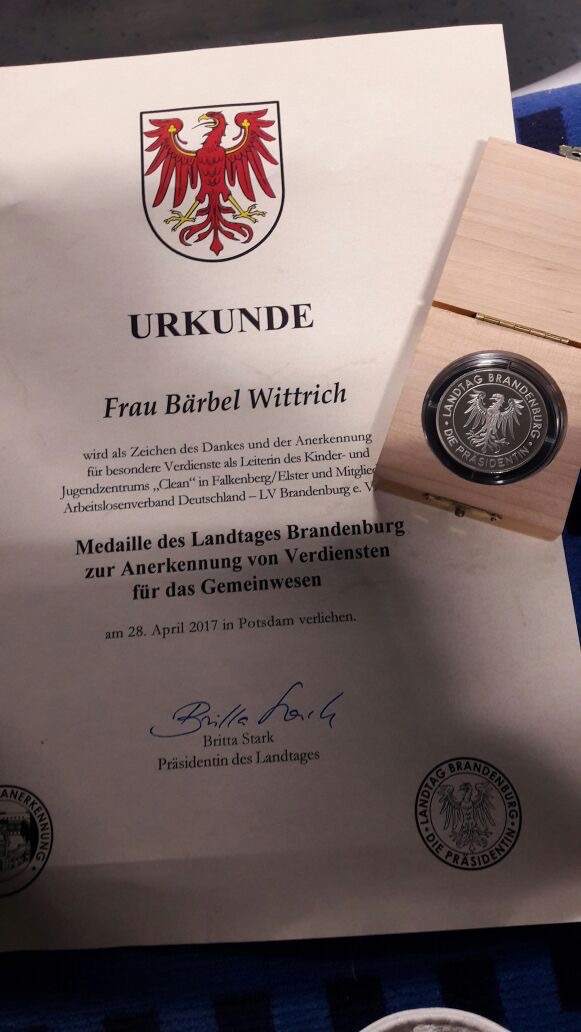 URKUNDE
Frau Bärbel Wittrich
wird als Zeichen des Dankes und der Anerkennung
für besondere Verdienste als Leiterin des Kinder- und
Jugendzentrums „Clean" in Falkenberg/Elster und Mitglied
Arbeitslosenverband Deutschland – LV Brandenburg e. V.
Medaille des Landtages Brandenburg
zur Anerkennung von Verdiensten
für das Gemeinwesen
am 28. April 2017 in Potsdam verliehen.
Britta Stark
Britta Stark
Präsidentin des Landtages
ANERKENNUNG
LANDTAG BRANDENBURG
DIE PRÄSIDENTIN
LANDTAG BRANDENBURG
DIE PRÄSIDENTIN